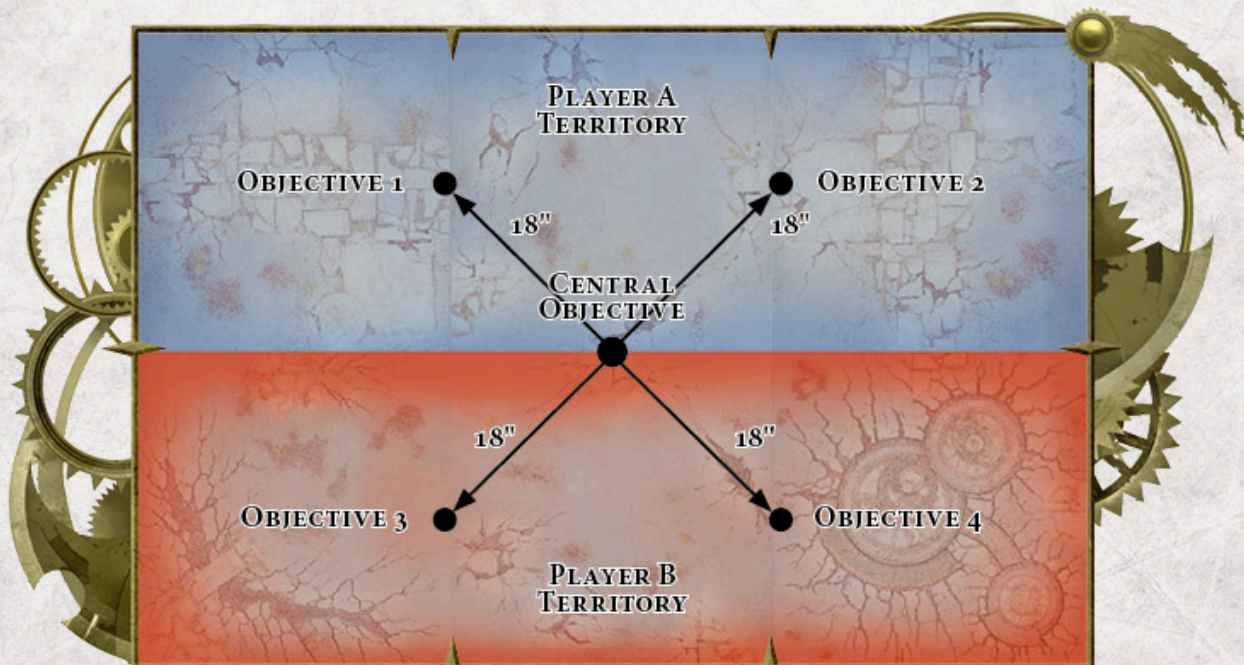 Player A
Territory
Objective 1
Objective 2
18"
18"
Central
Objective
18"
18"
Objective 3
Objective 4
Player B
Territory